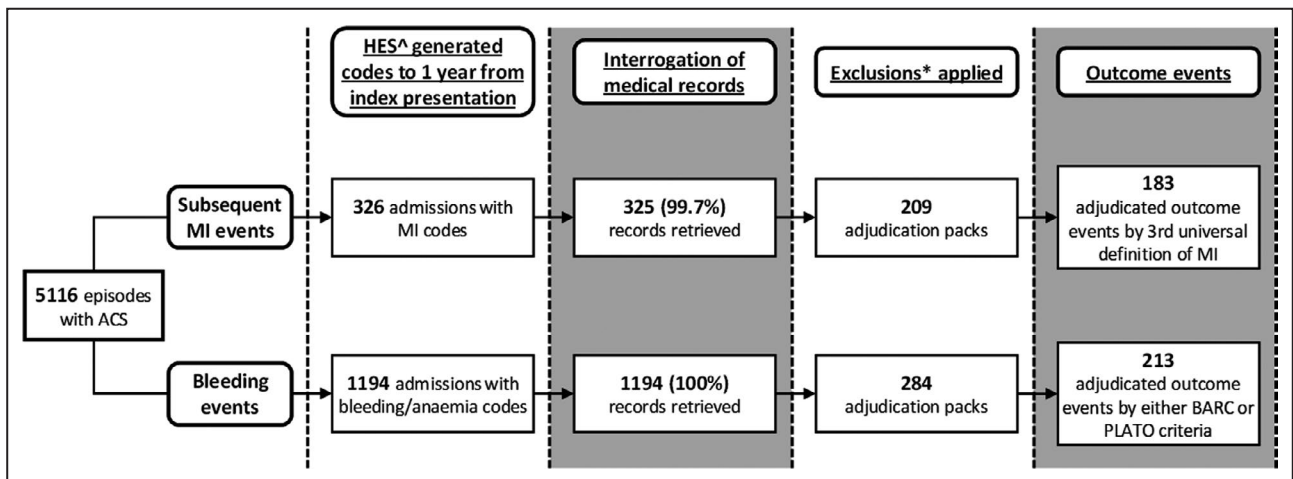 HES^ generated
codes to 1 year from
index presentation
Interrogation of
medical records
Exclusions* applied
Outcome events
Subsequent
MI events
326 admissions with
MI codes
325 (99.7%)
records retrieved
209
adjudication packs
183
adjudicated outcome
events by 3rd universal
definition of MI
5116 episodes
with ACS
Bleeding
events
1194 admissions with
bleeding/anaemia codes
1194 (100%)
records retrieved
284
adjudication packs
213
adjudicated outcome
events by either BARC or
PLATO criteria